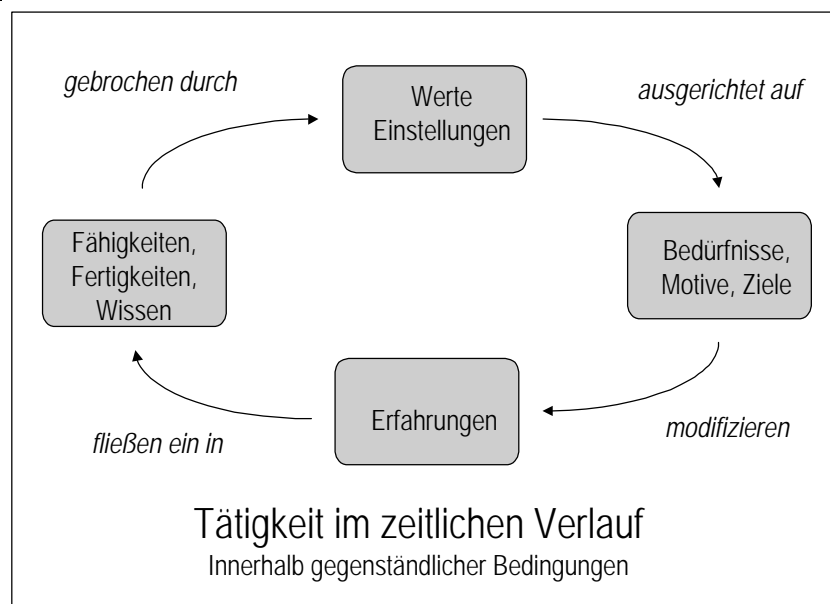 gebrochen durch
Werte
Einstellungen
ausgerichtet auf
Fähigkeiten,
Fertigkeiten,
Wissen
Bedürfnisse,
Motive, Ziele
Erfahrungen
fließen ein in
modifizieren
Tätigkeit im zeitlichen Verlauf
Innerhalb gegenständlicher Bedingungen